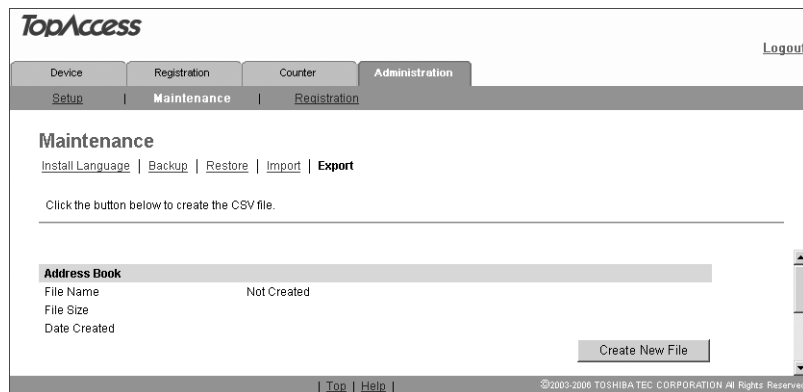 TopAccess
Logout
Device Registration Counter Administration
Setup | Maintenance | Registration
Maintenance
Install Language | Backup | Restore | Import | Export
Click the button below to create the CSV file.
Address Book
File Name Not Created
File Size
Date Created
Create New File
| Top | Help | ©2003-2006 TOSHIBA TEC CORPORATION All Rights Reserved